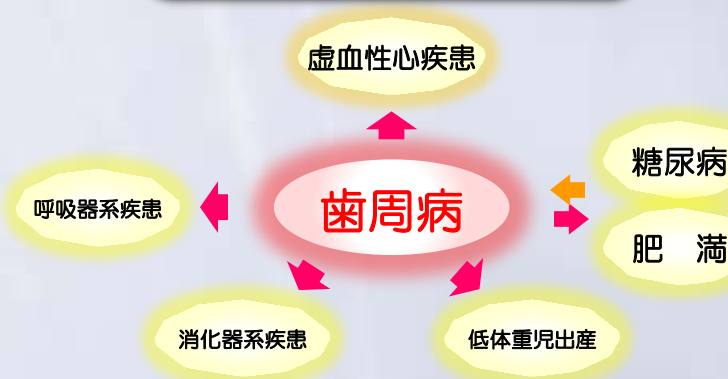 虚血性心疾患
糖尿病
呼吸器系疾患
歯周病
肥　満
消化器系疾患
低体重児出産